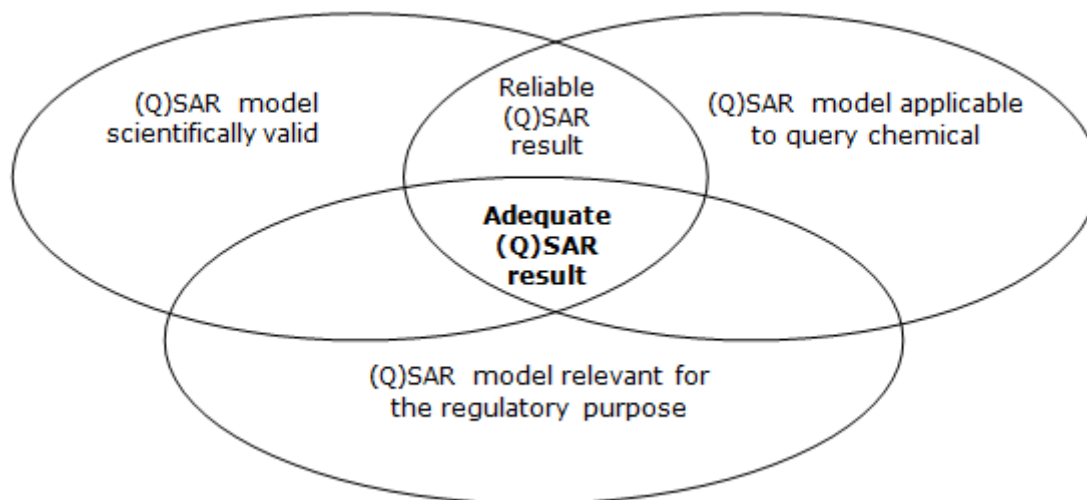 (Q)SAR model
scientifically valid
Reliable
(Q)SAR
result
(Q)SAR model applicable
to query chemical
Adequate
(Q)SAR
result
(Q)SAR model relevant for
the regulatory purpose